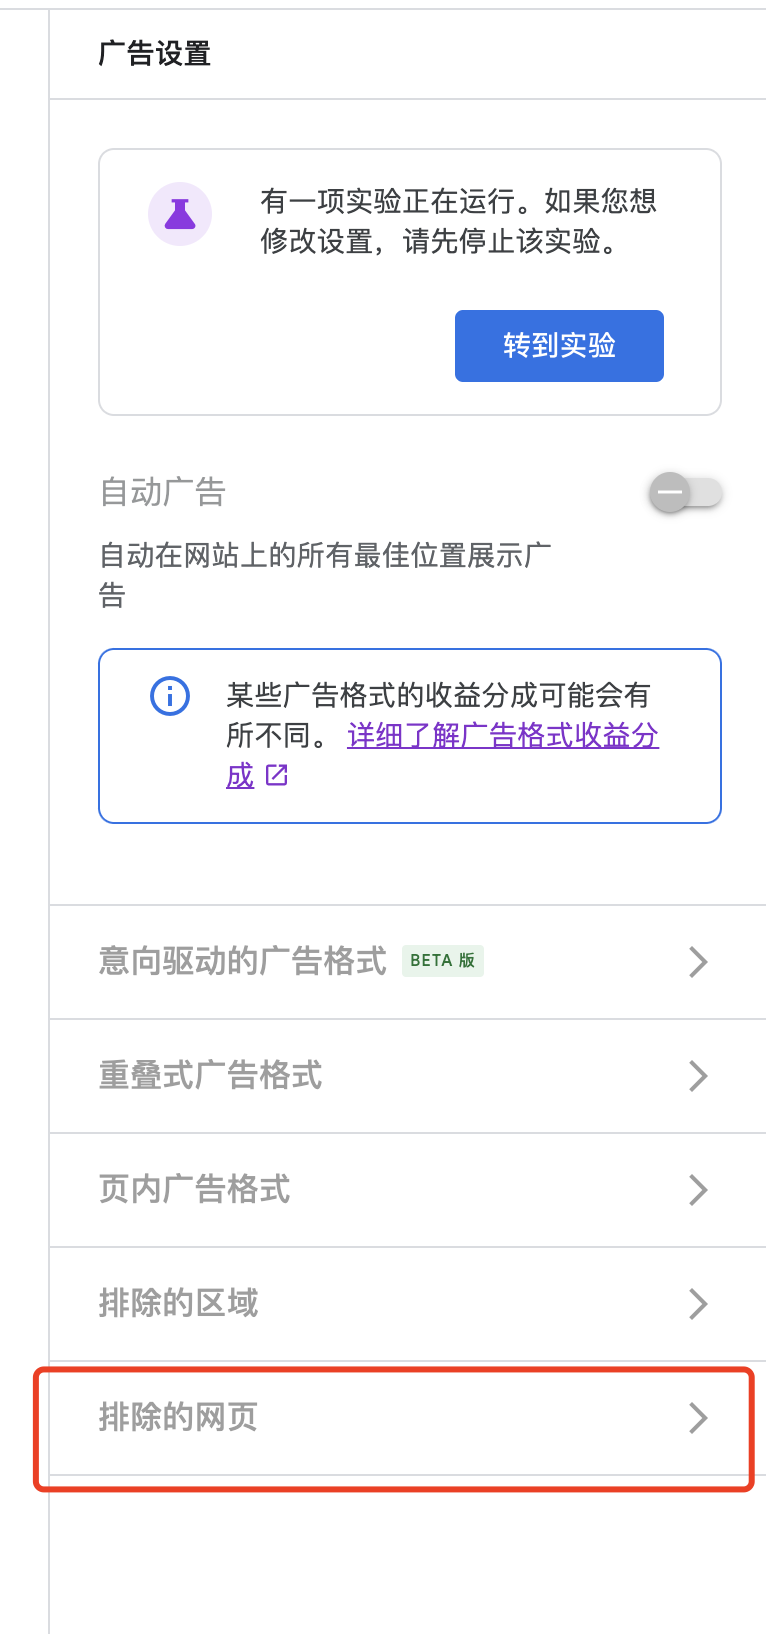 广告设置
有一项实验正在运行。如果您想
修改设置，请先停止该实验。
转到实验
自动广告
自动在网站上的所有最佳位置展示广
告
某些广告格式的收益分成可能会有
所不同。 详细了解广告格式收益分
成
意向驱动的广告格式 BETA 版
重叠式广告格式
页内广告格式
排除的区域
排除的网页